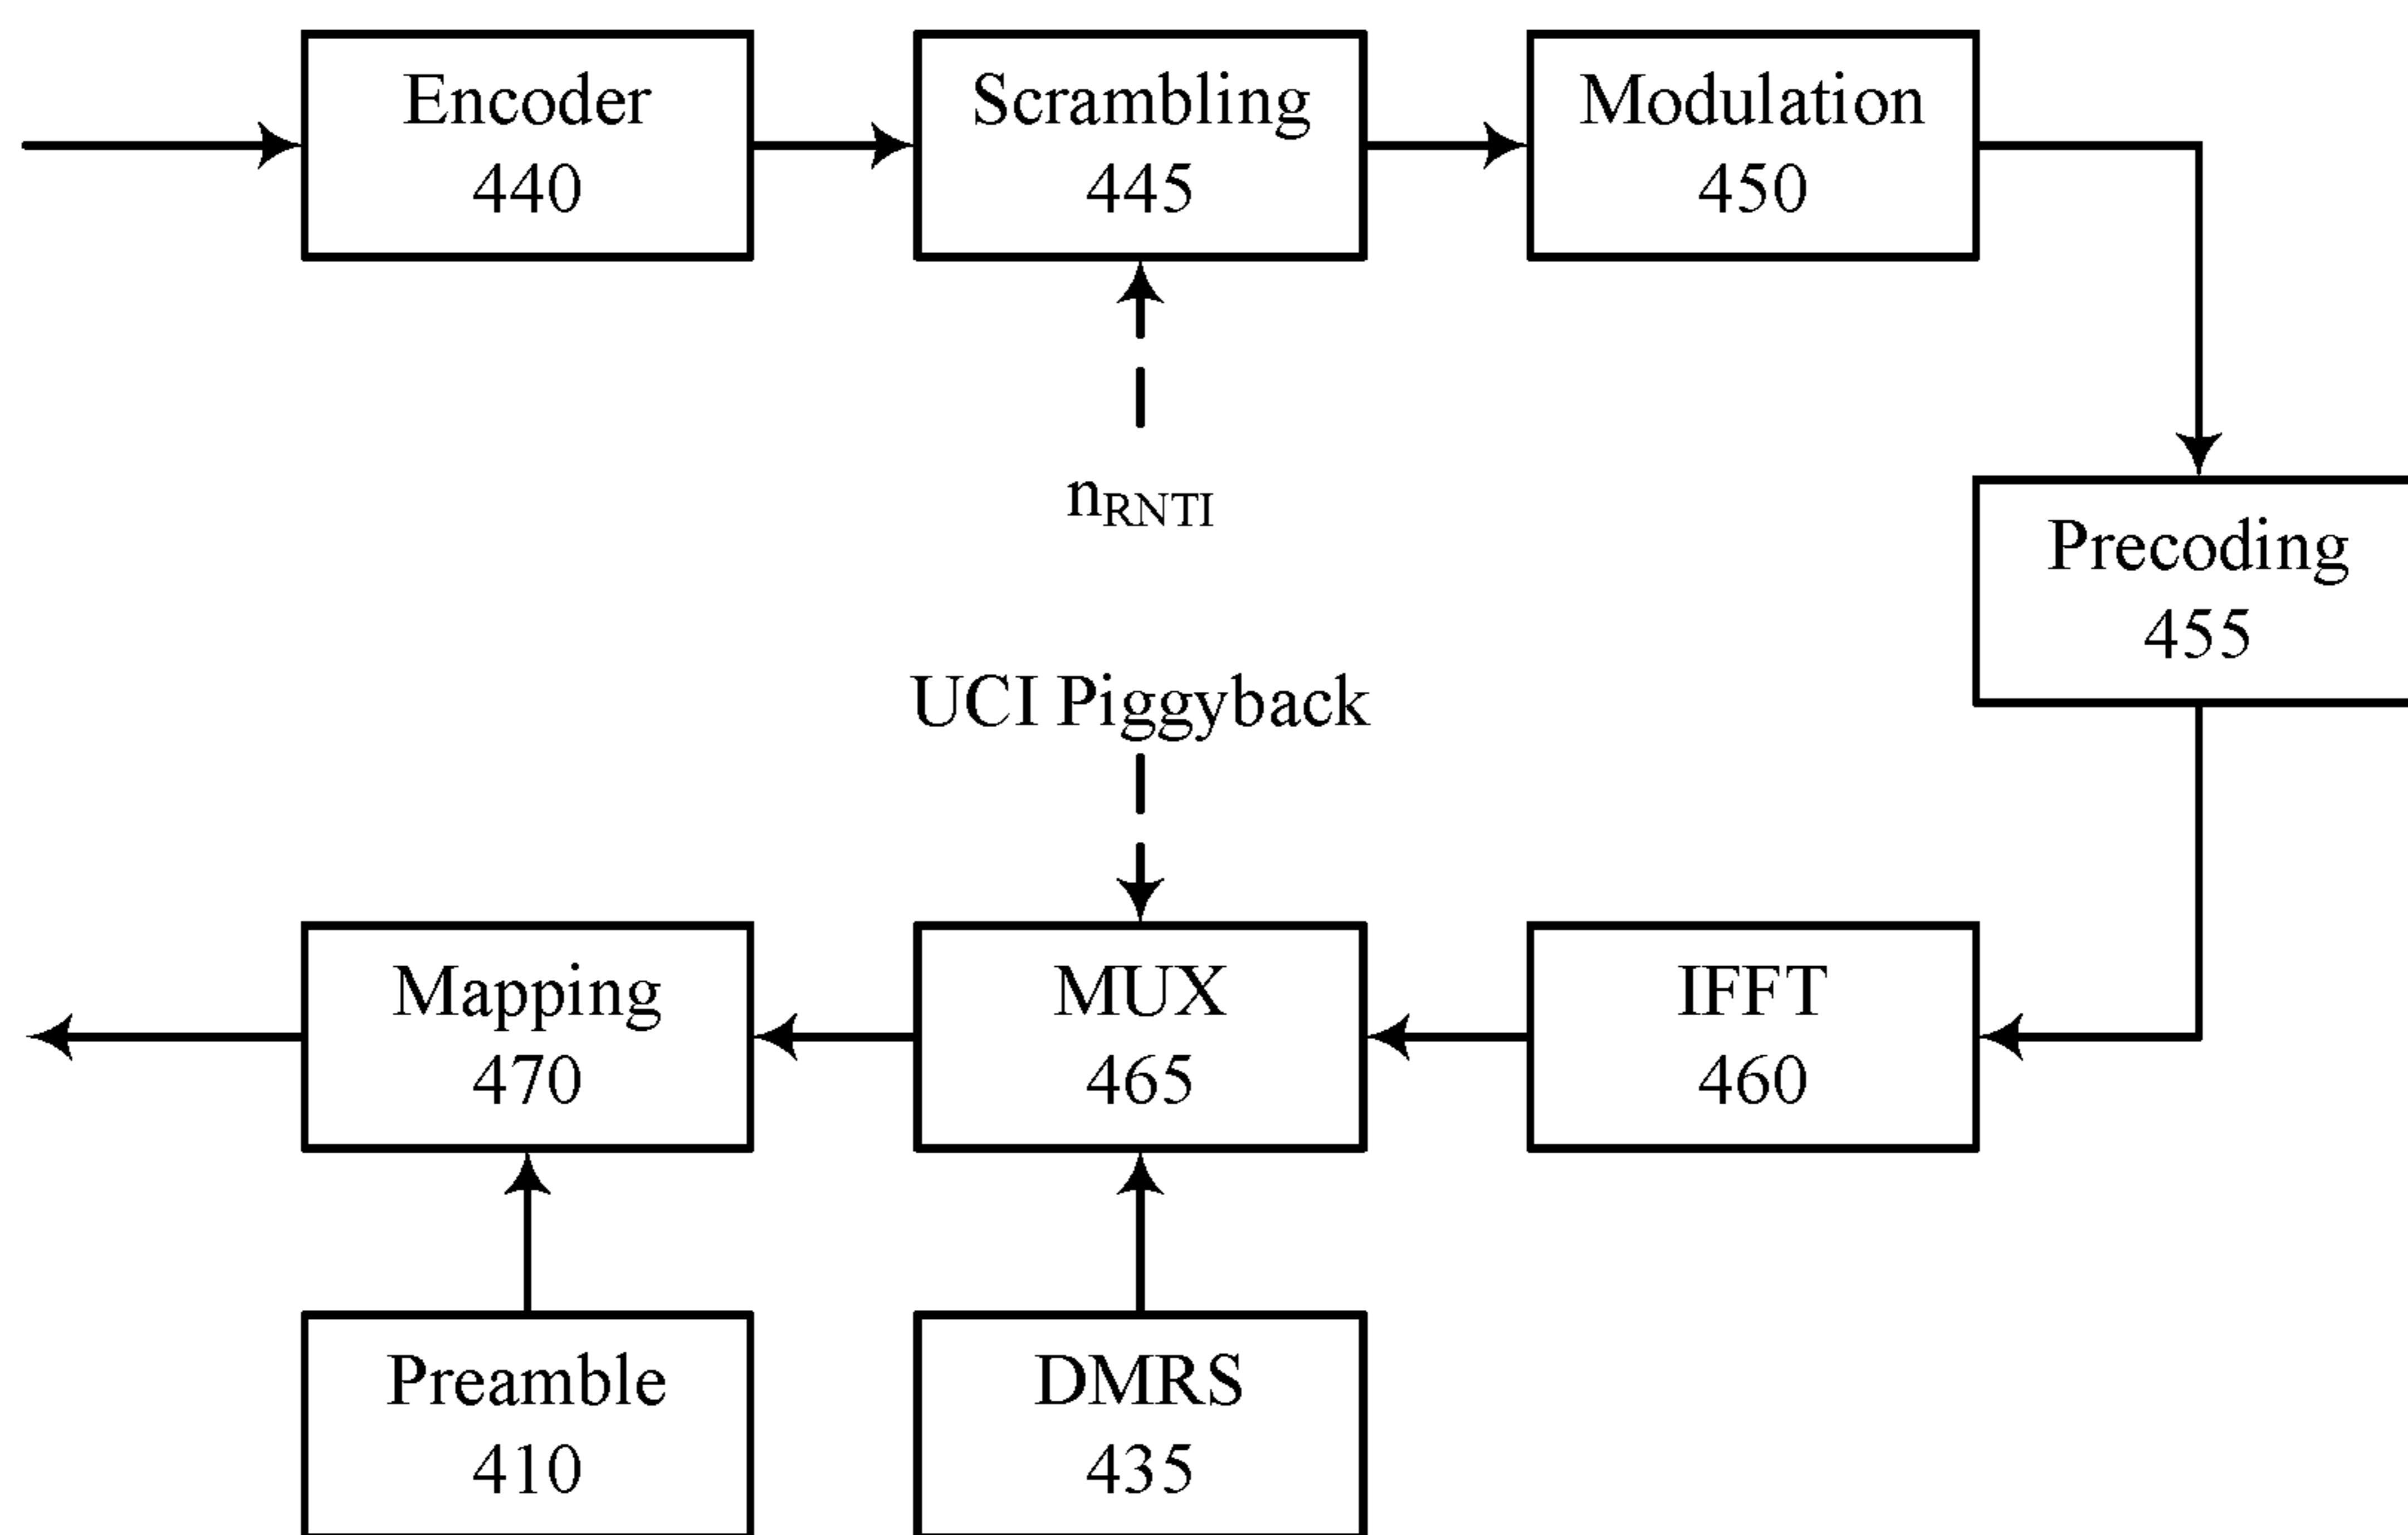 Encoder
440
Scrambling
445
Modulation
450
n_RNTI
Precoding
455
UCI Piggyback
Mapping
470
MUX
465
IFFT
460
Preamble
410
DMRS
435